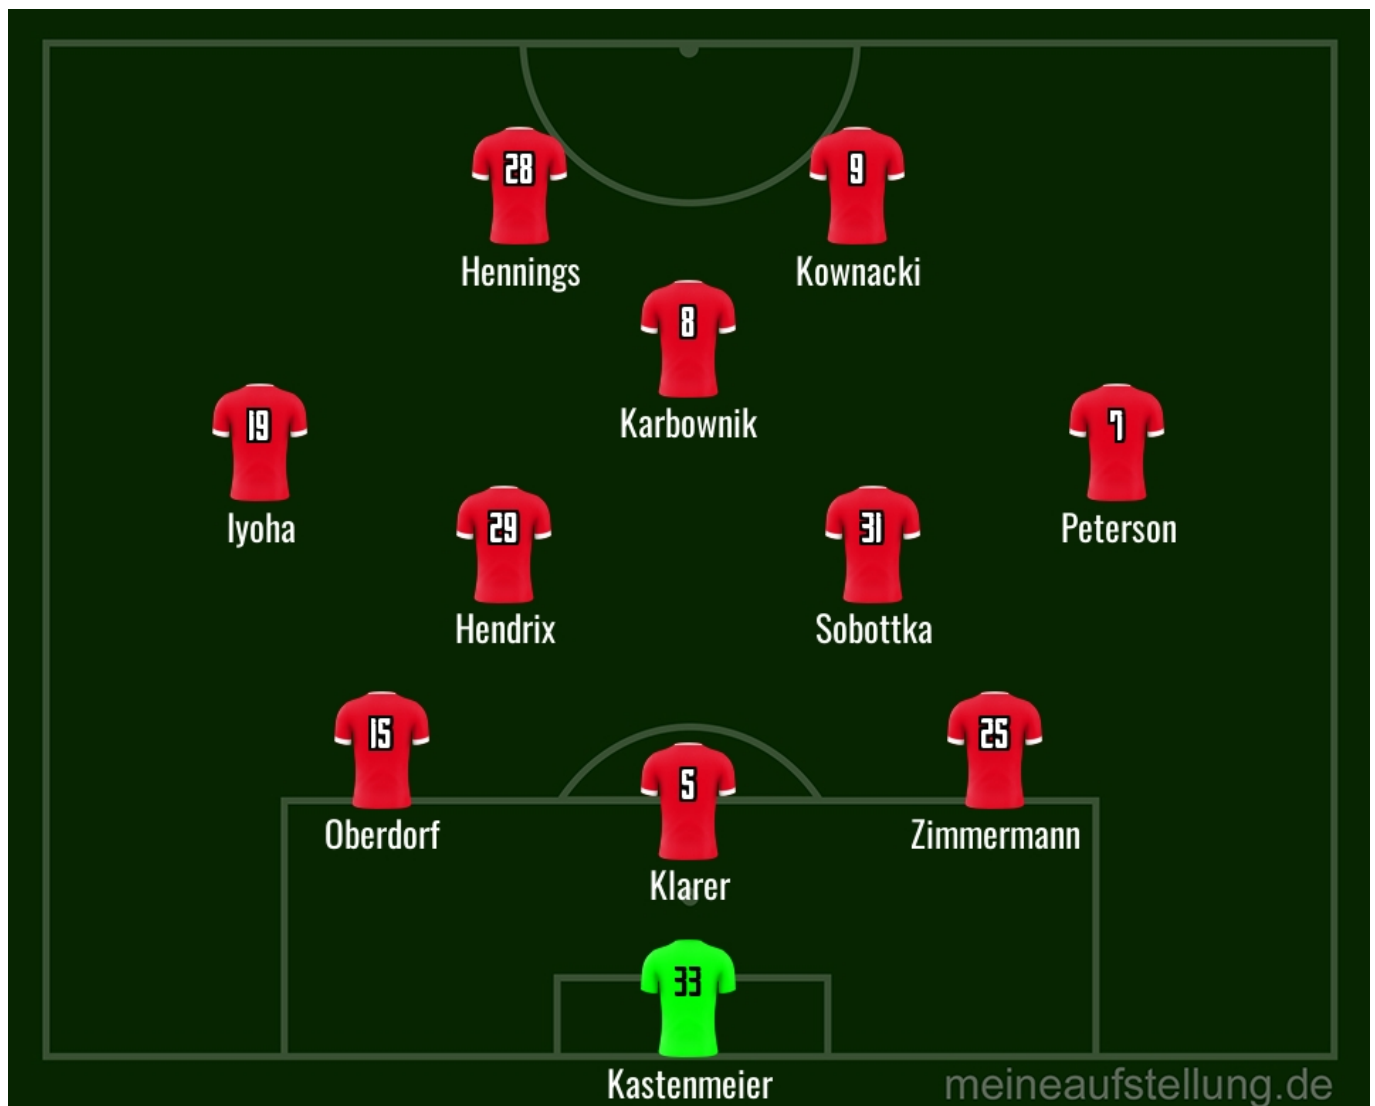 28
9
Hennings
Kownacki
8
Karbownik
19
7
Iyoha
Peterson
29
31
Hendrix
Sobottka
15
25
Oberdorf
Zimmermann
5
Klarer
33
Kastenmeier
meineaufstellung.de